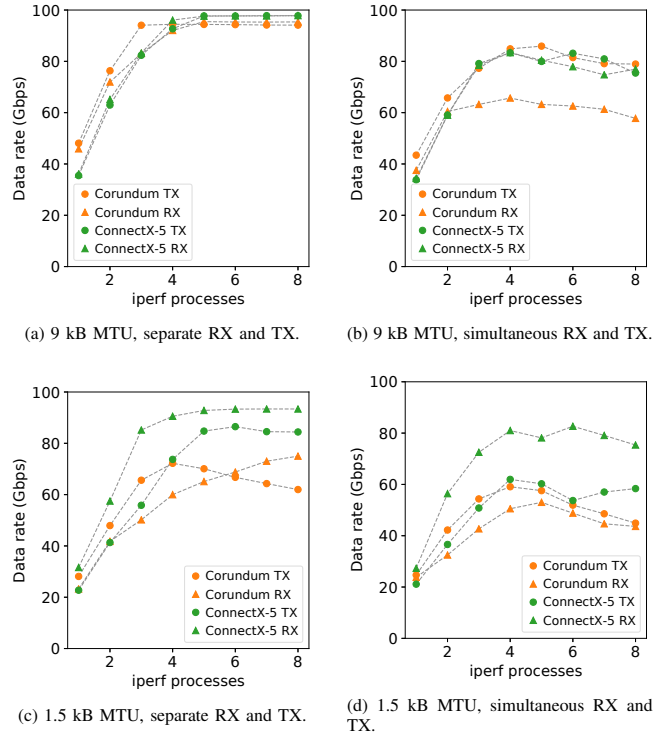 100
80
60
40
20
0
Data rate (Gbps)
Corundum TX
Corundum RX
ConnectX-5 TX
ConnectX-5 RX
2 4 6 8
iperf processes
(a) 9 kB MTU, separate RX and TX.
100
80
60
40
20
0
Data rate (Gbps)
Corundum TX
Corundum RX
ConnectX-5 TX
ConnectX-5 RX
2 4 6 8
iperf processes
(b) 9 kB MTU, simultaneous RX and TX.
100
80
60
40
20
0
Data rate (Gbps)
Corundum TX
Corundum RX
ConnectX-5 TX
ConnectX-5 RX
2 4 6 8
iperf processes
(c) 1.5 kB MTU, separate RX and TX.
100
80
60
40
20
0
Data rate (Gbps)
Corundum TX
Corundum RX
ConnectX-5 TX
ConnectX-5 RX
2 4 6 8
iperf processes
(d) 1.5 kB MTU, simultaneous RX and
TX.